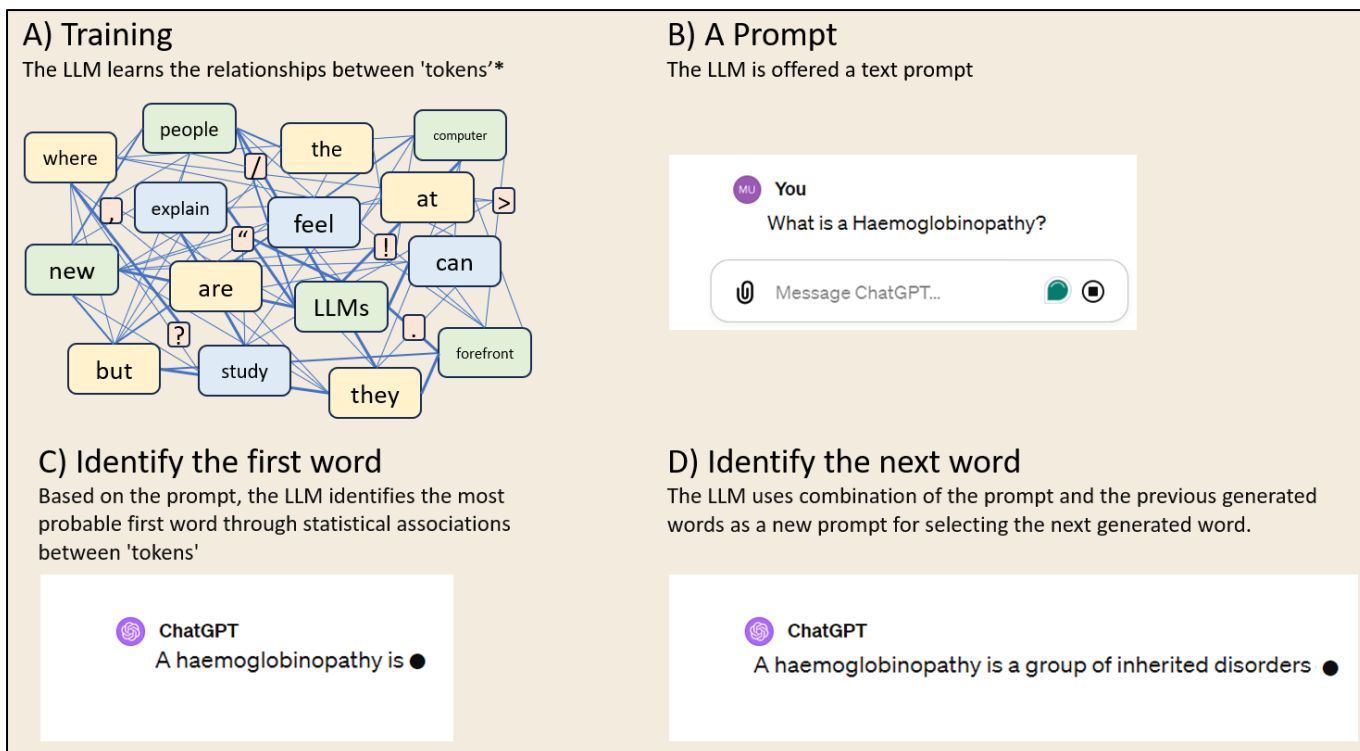 A) Training
The LLM learns the relationships between 'tokens'*
people
the
computer
where
/
at
>
explain
,
feel
“
!
can
new
are
LLMs
?
.
forefront
but
study
they
B) A Prompt
The LLM is offered a text prompt
MU
You
What is a Haemoglobinopathy?
Message ChatGPT...
C) Identify the first word
Based on the prompt, the LLM identifies the most
probable first word through statistical associations
between 'tokens'
ChatGPT
A haemoglobinopathy is
D) Identify the next word
The LLM uses combination of the prompt and the previous generated
words as a new prompt for selecting the next generated word.
ChatGPT
A haemoglobinopathy is a group of inherited disorders